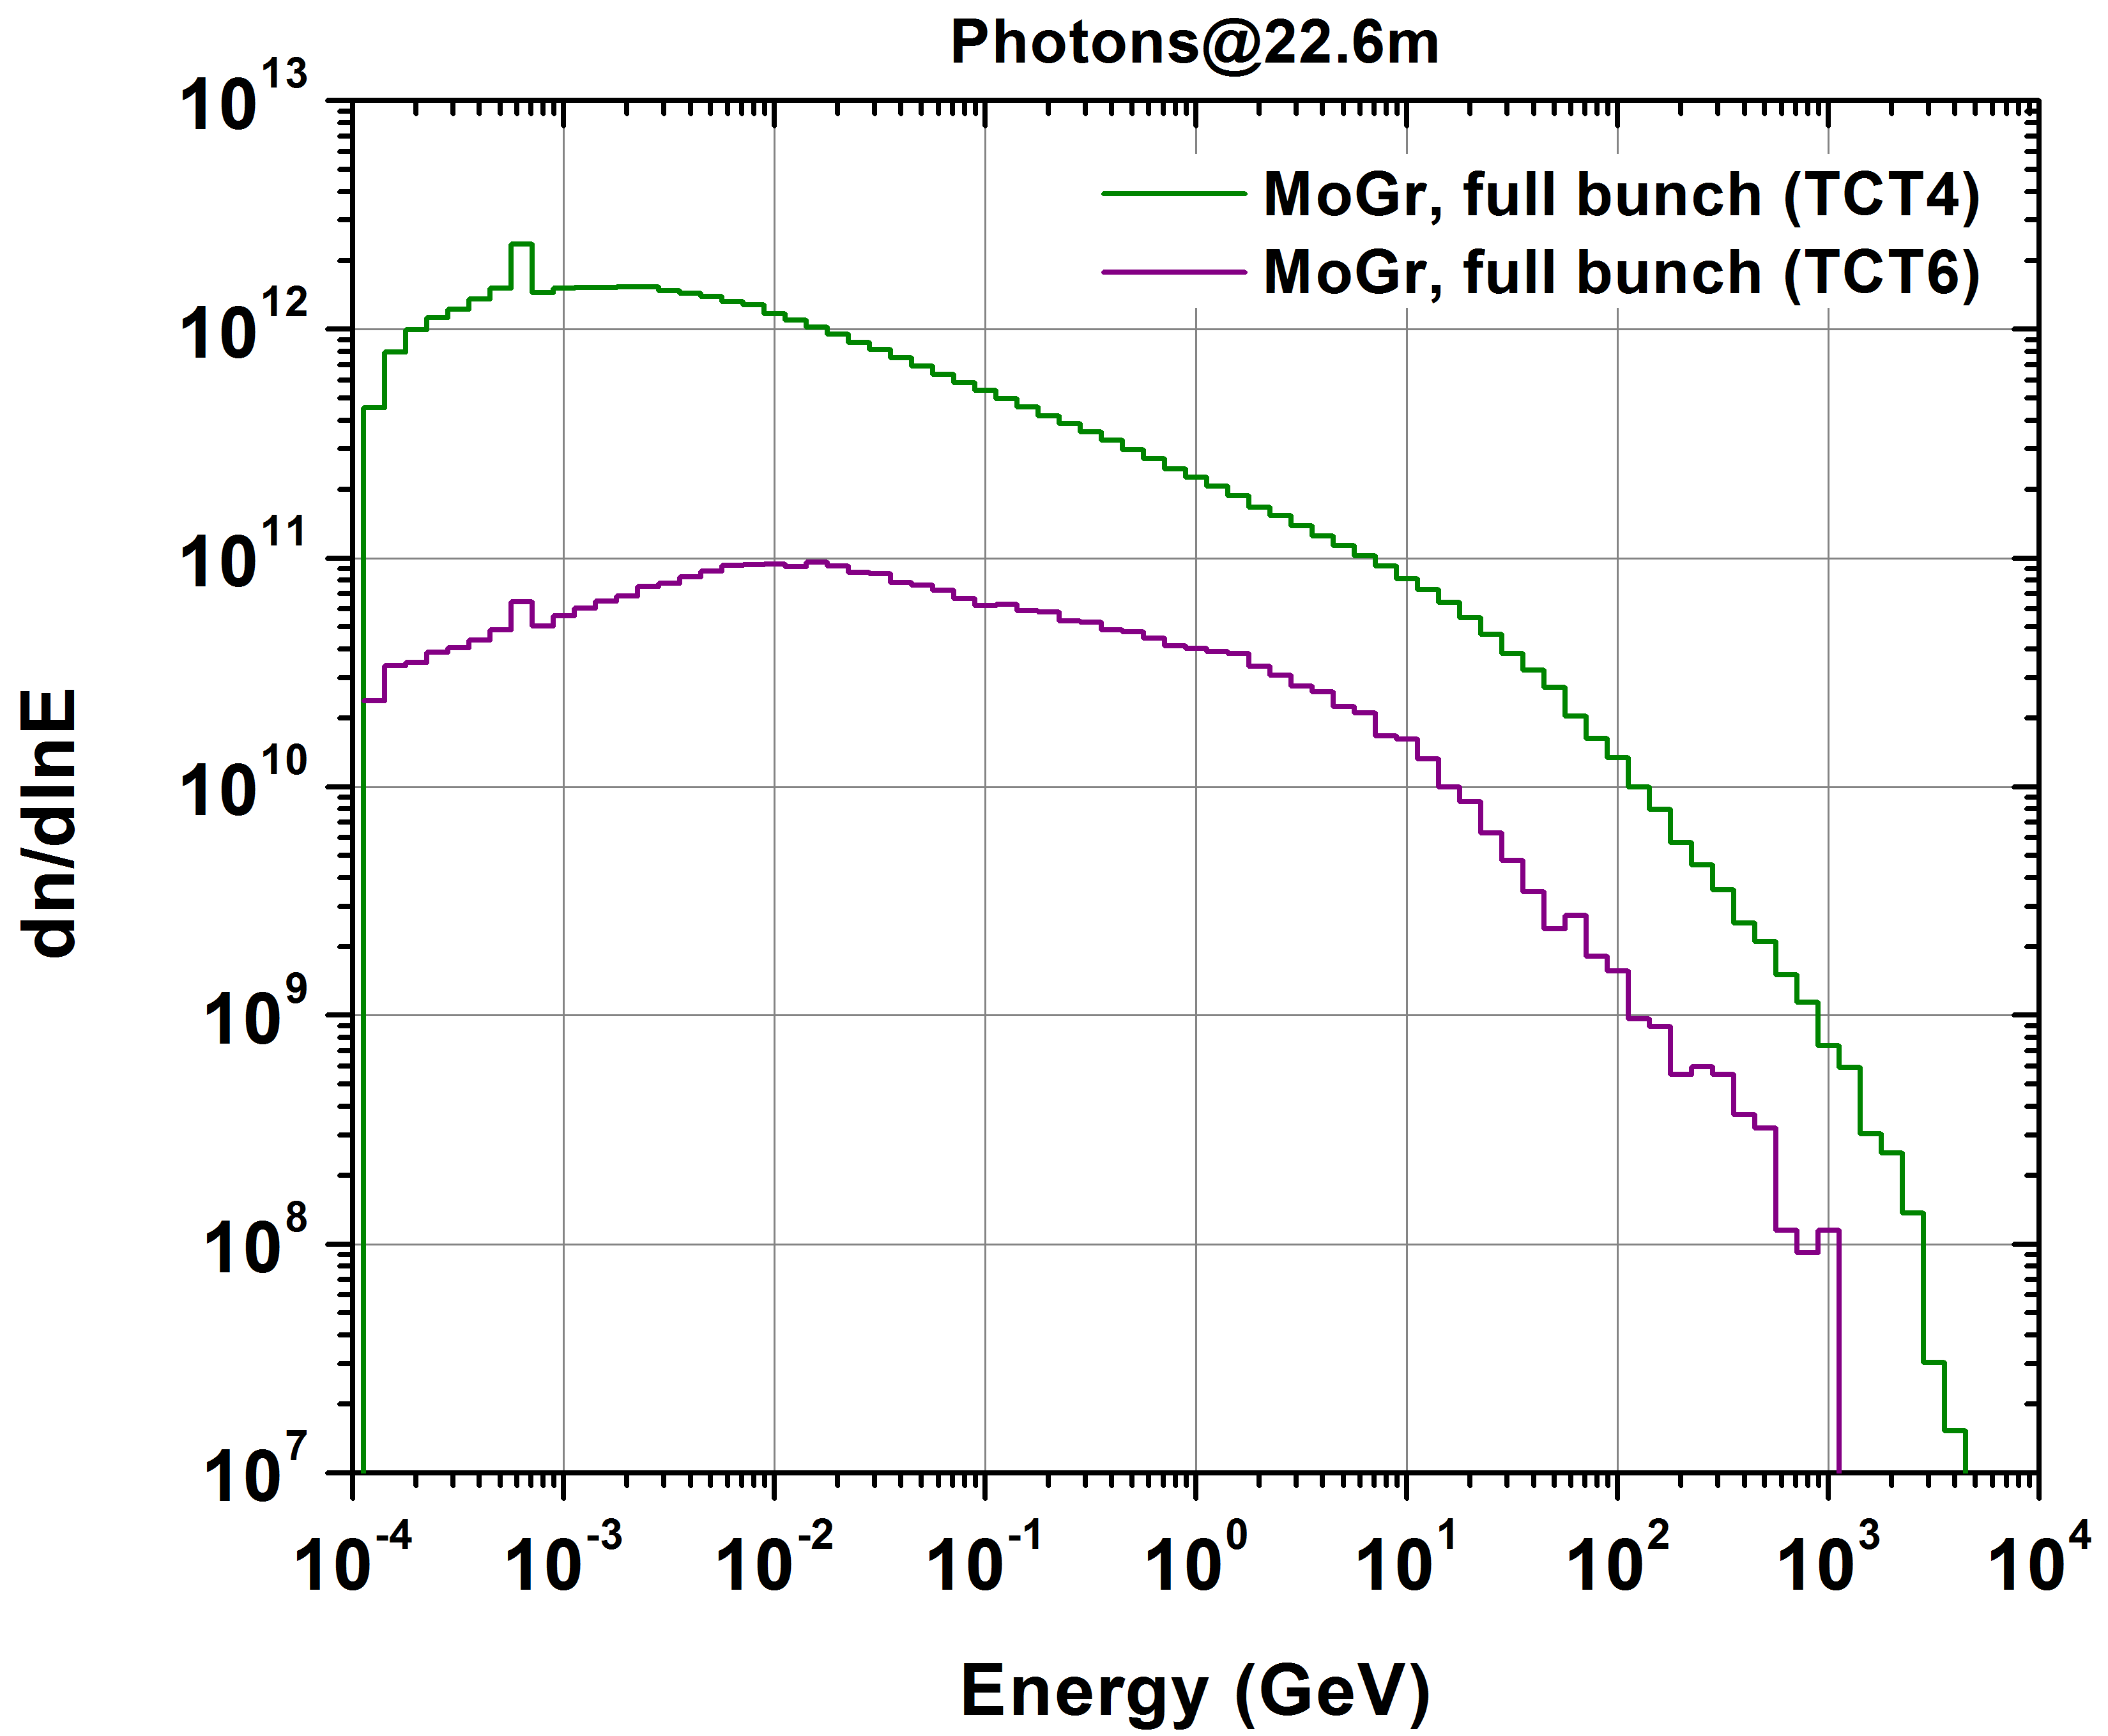 Photons@22.6m
10^13
10^12
10^11
10^10
10^9
10^8
10^7
dn/dlnE
MoGr, full bunch (TCT4)
MoGr, full bunch (TCT6)
10^-4 10^-3 10^-2 10^-1 10^0 10^1 10^2 10^3 10^4
Energy (GeV)